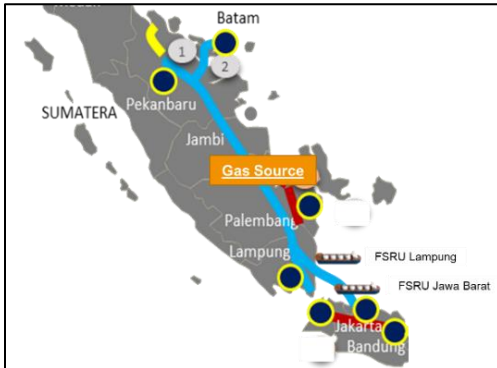 Batam
1
2
Pekanbaru
SUMATERA
Jambi
Gas Source
Palembang
Lampung
FSRU Lampung
FSRU Jawa Barat
Jakarta
Bandung